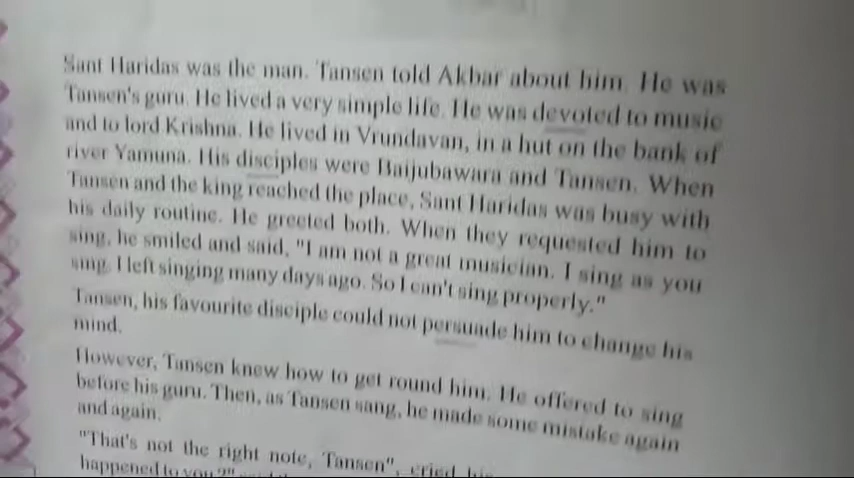 Sant Haridas was the man. Tansen told Akbar about him. He was
Tansen's guru. He lived a very simple life. He was devoted to music
and to lord Krishna. He lived in Vrundavan, in a hut on the bank of
river Yamuna. His disciples were Baijubawara and Tansen. When
Tansen and the king reached the place, Sant Haridas was busy with
his daily routine. He greeted both. When they requested him to
sing, he smiled and said, "I am not a great musician. I sing as you
sing. I left singing many days ago. So I can't sing properly."
Tansen, his favourite disciple could not persuade him to change his
mind.
However, Tansen knew how to get round him. He offered to sing
before his guru. Then, as Tansen sang, he made some mistake again
and again.
"That's not the right note, Tansen", cried his
happened to you?"